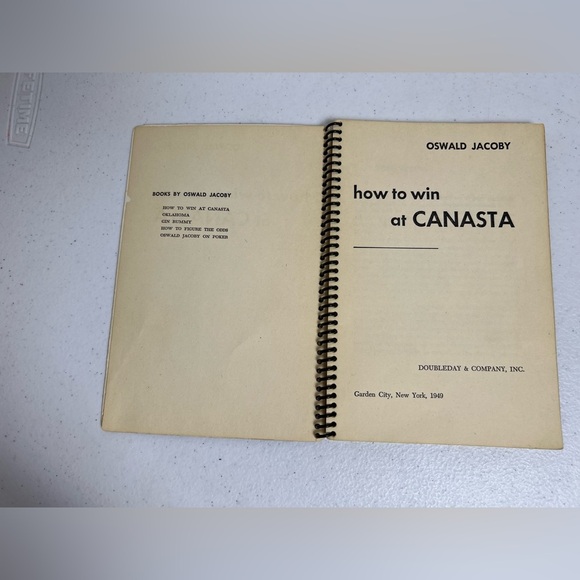 BOOKS BY OSWALD JACOBY
HOW TO WIN AT CANASTA
OKLAHOMA
GIN RUMMY
HOW TO FIGURE THE ODDS
OSWALD JACOBY ON POKER
OSWALD JACOBY
how to win
at CANASTA
DOUBLEDAY & COMPANY, INC.
Garden City, New York, 1949